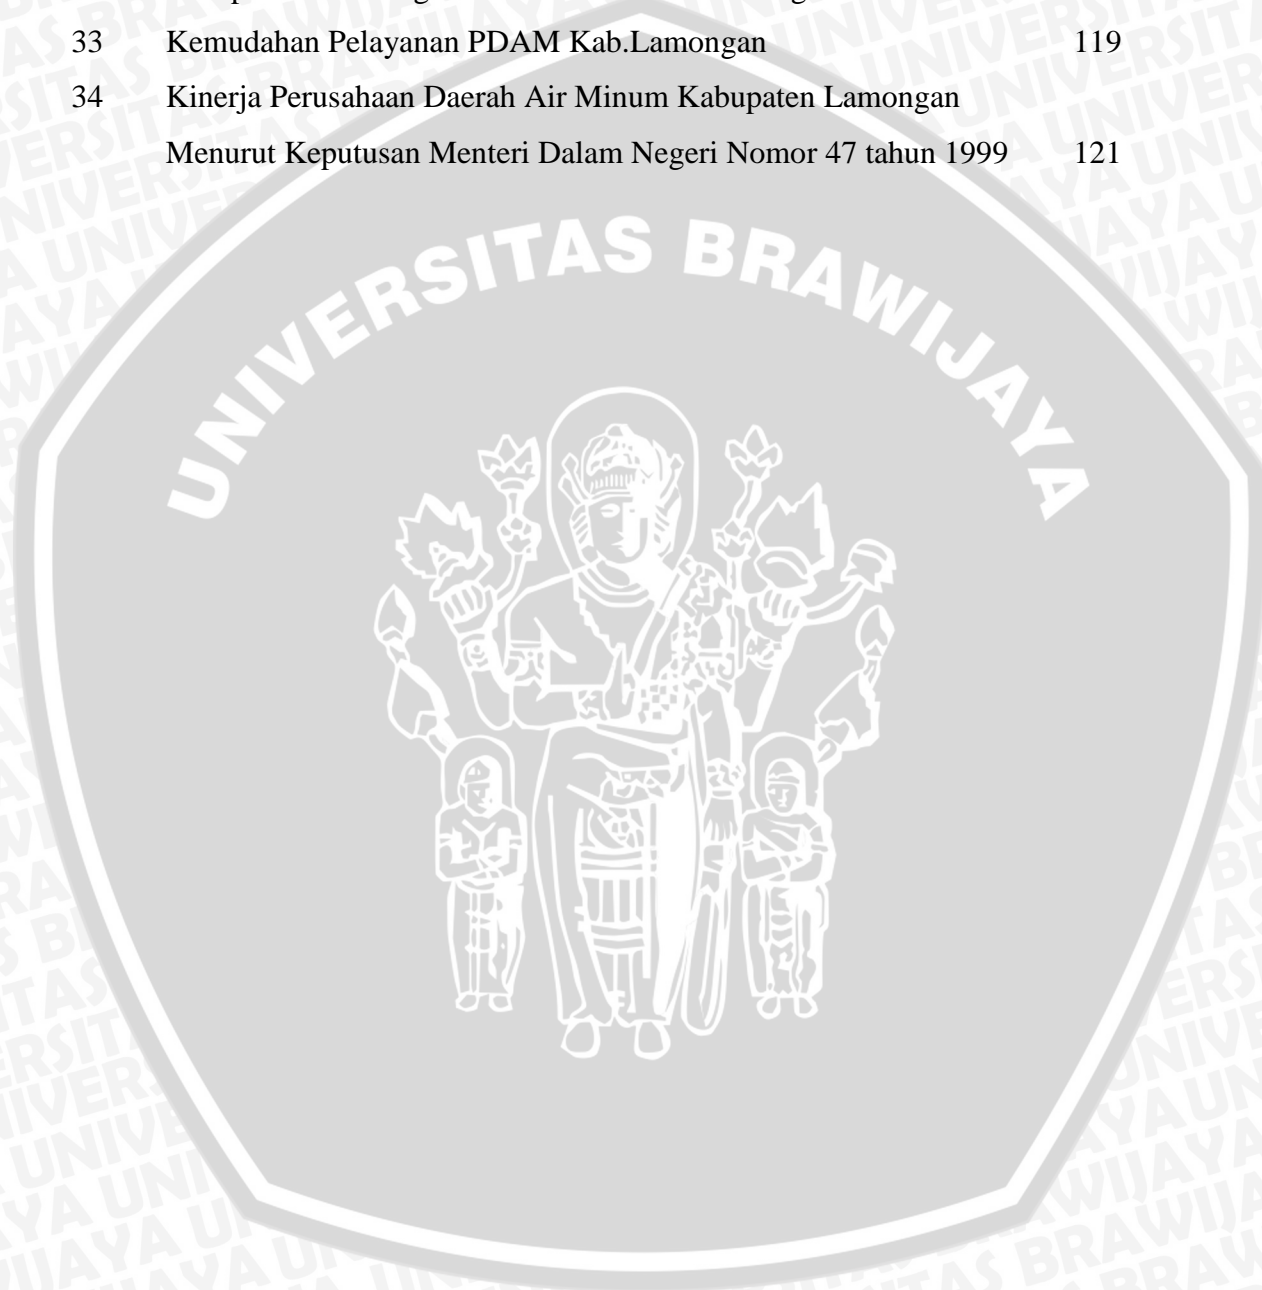 33 Kemudahan Pelayanan PDAM Kab.Lamongan 119
34 Kinerja Perusahaan Daerah Air Minum Kabupaten Lamongan
Menurut Keputusan Menteri Dalam Negeri Nomor 47 tahun 1999 121
UNIVERSITAS BRAWIJAYA